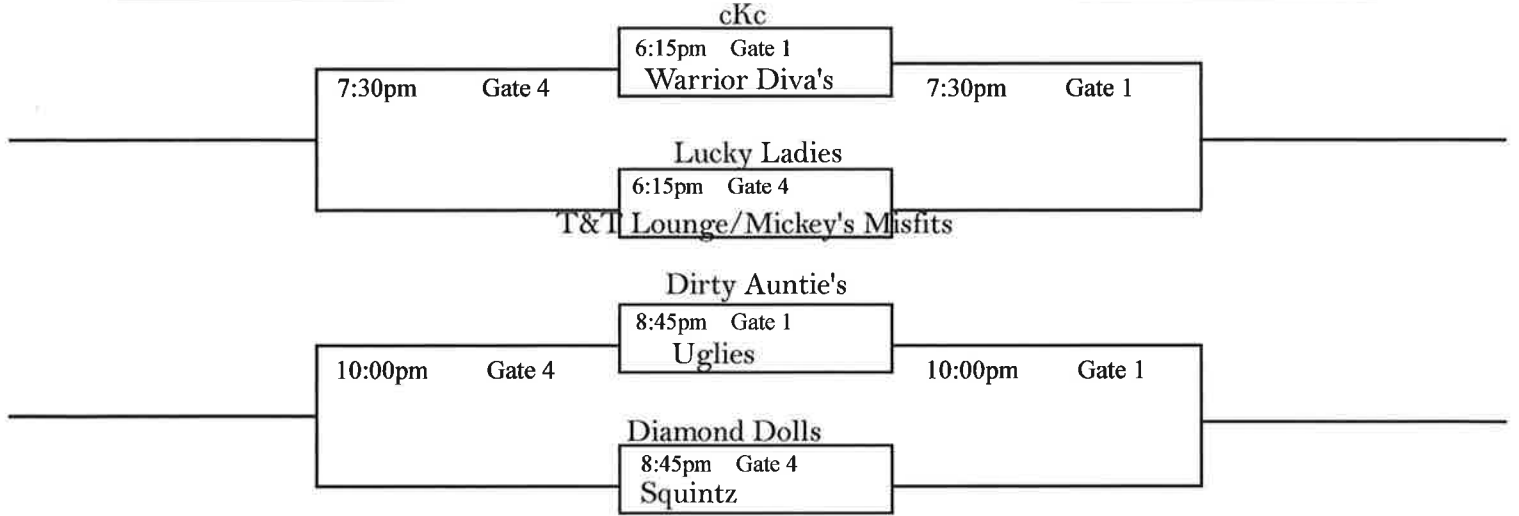 cKc
6:15pm Gate 1
Warrior Diva's
7:30pm Gate 4
7:30pm Gate 1
Lucky Ladies
6:15pm Gate 4
T&T Lounge/Mickey's Misfits
Dirty Auntie's
8:45pm Gate 1
Uglies
10:00pm Gate 4
10:00pm Gate 1
Diamond Dolls
8:45pm Gate 4
Squintz